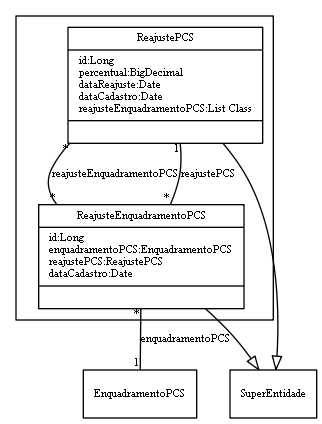 ReajustePCS
id:Long
percentual:BigDecimal
dataReajuste:Date
dataCadastro:Date
reajusteEnquadramentoPCS:List Class
* 1
reajusteEnquadramentoPCS reajustePCS
* *
ReajusteEnquadramentoPCS
id:Long
enquadramentoPCS:EnquadramentoPCS
reajustePCS:ReajustePCS
dataCadastro:Date
*
enquadramentoPCS
1
EnquadramentoPCS SuperEntidade